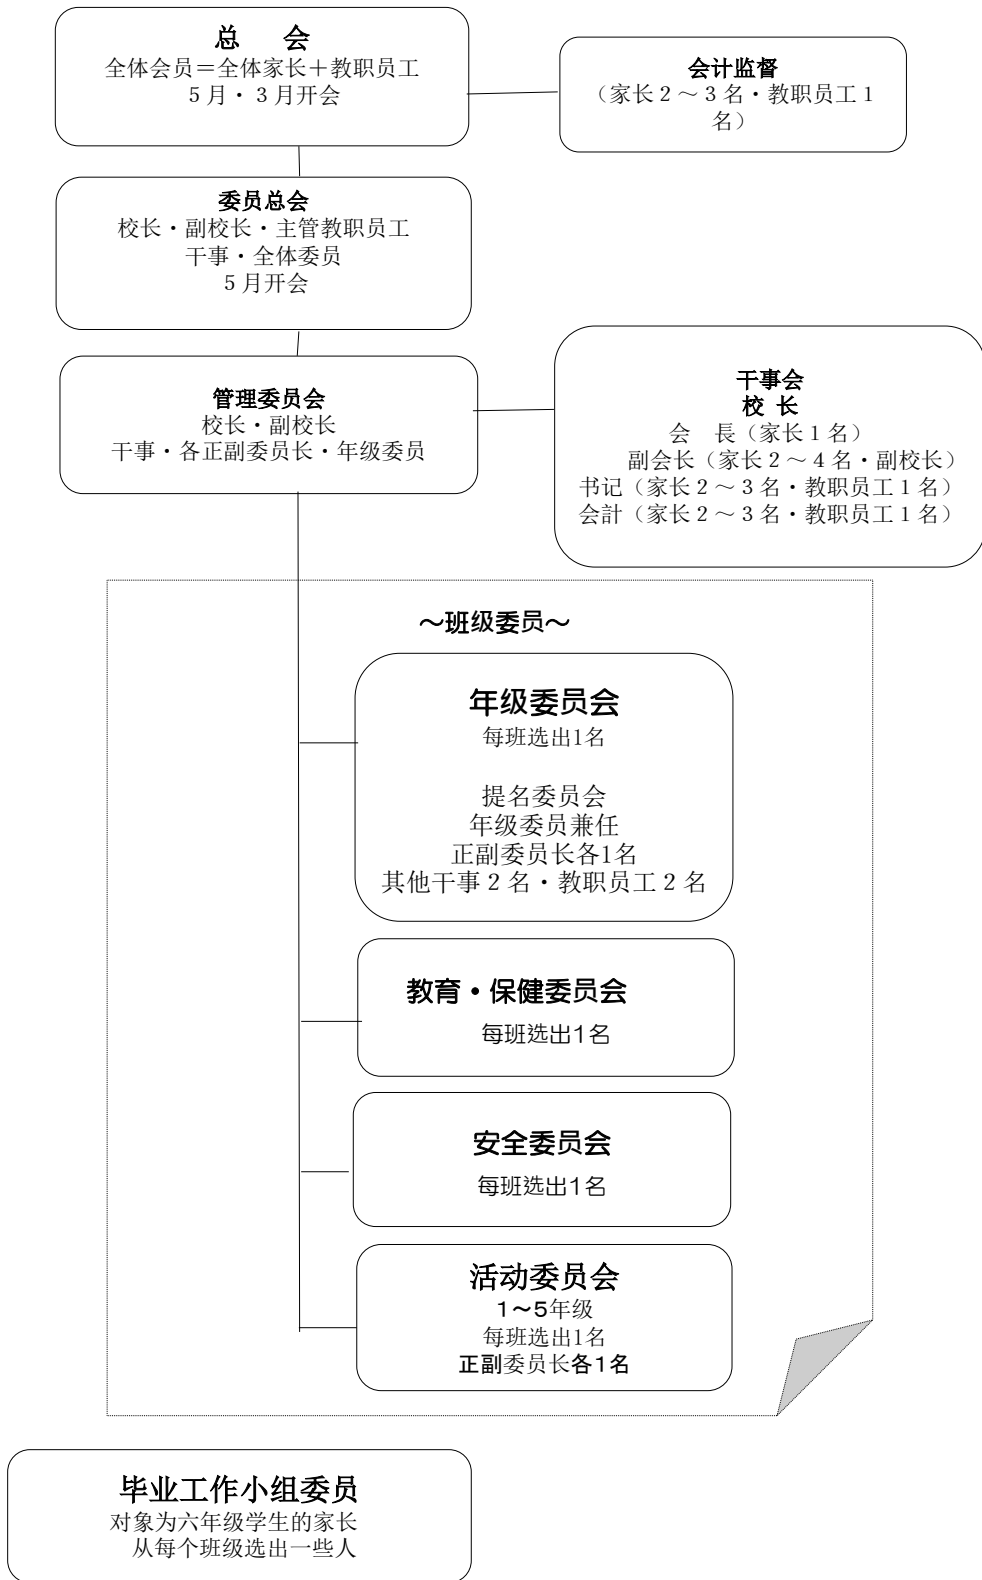 总　会
全体会员＝全体家长＋教职员工
５月・３月开会
会计监督
（家长２～３名・教职员工１
名）
委员总会
校长・副校长・主管教职员工
干事・全体委员
５月开会
管理委员会
校长・副校长
干事・各正副委员长・年级委员
干事会
校 长
会　長（家长１名）
副会长（家长２～４名・副校长）
书记（家长２～３名・教职员工１名）
会計（家长２～３名・教职员工１名）
～班级委员～
年级委员会
每班选出1名
提名委员会
年级委员兼任
正副委员长各1名
其他干事２名・教职员工２名
教育・保健委员会
每班选出1名
安全委员会
每班选出1名
活动委员会
1～5年级
每班选出1名
正副委员长各1名
毕业工作小组委员
对象为六年级学生的家长
从每个班级选出一些人